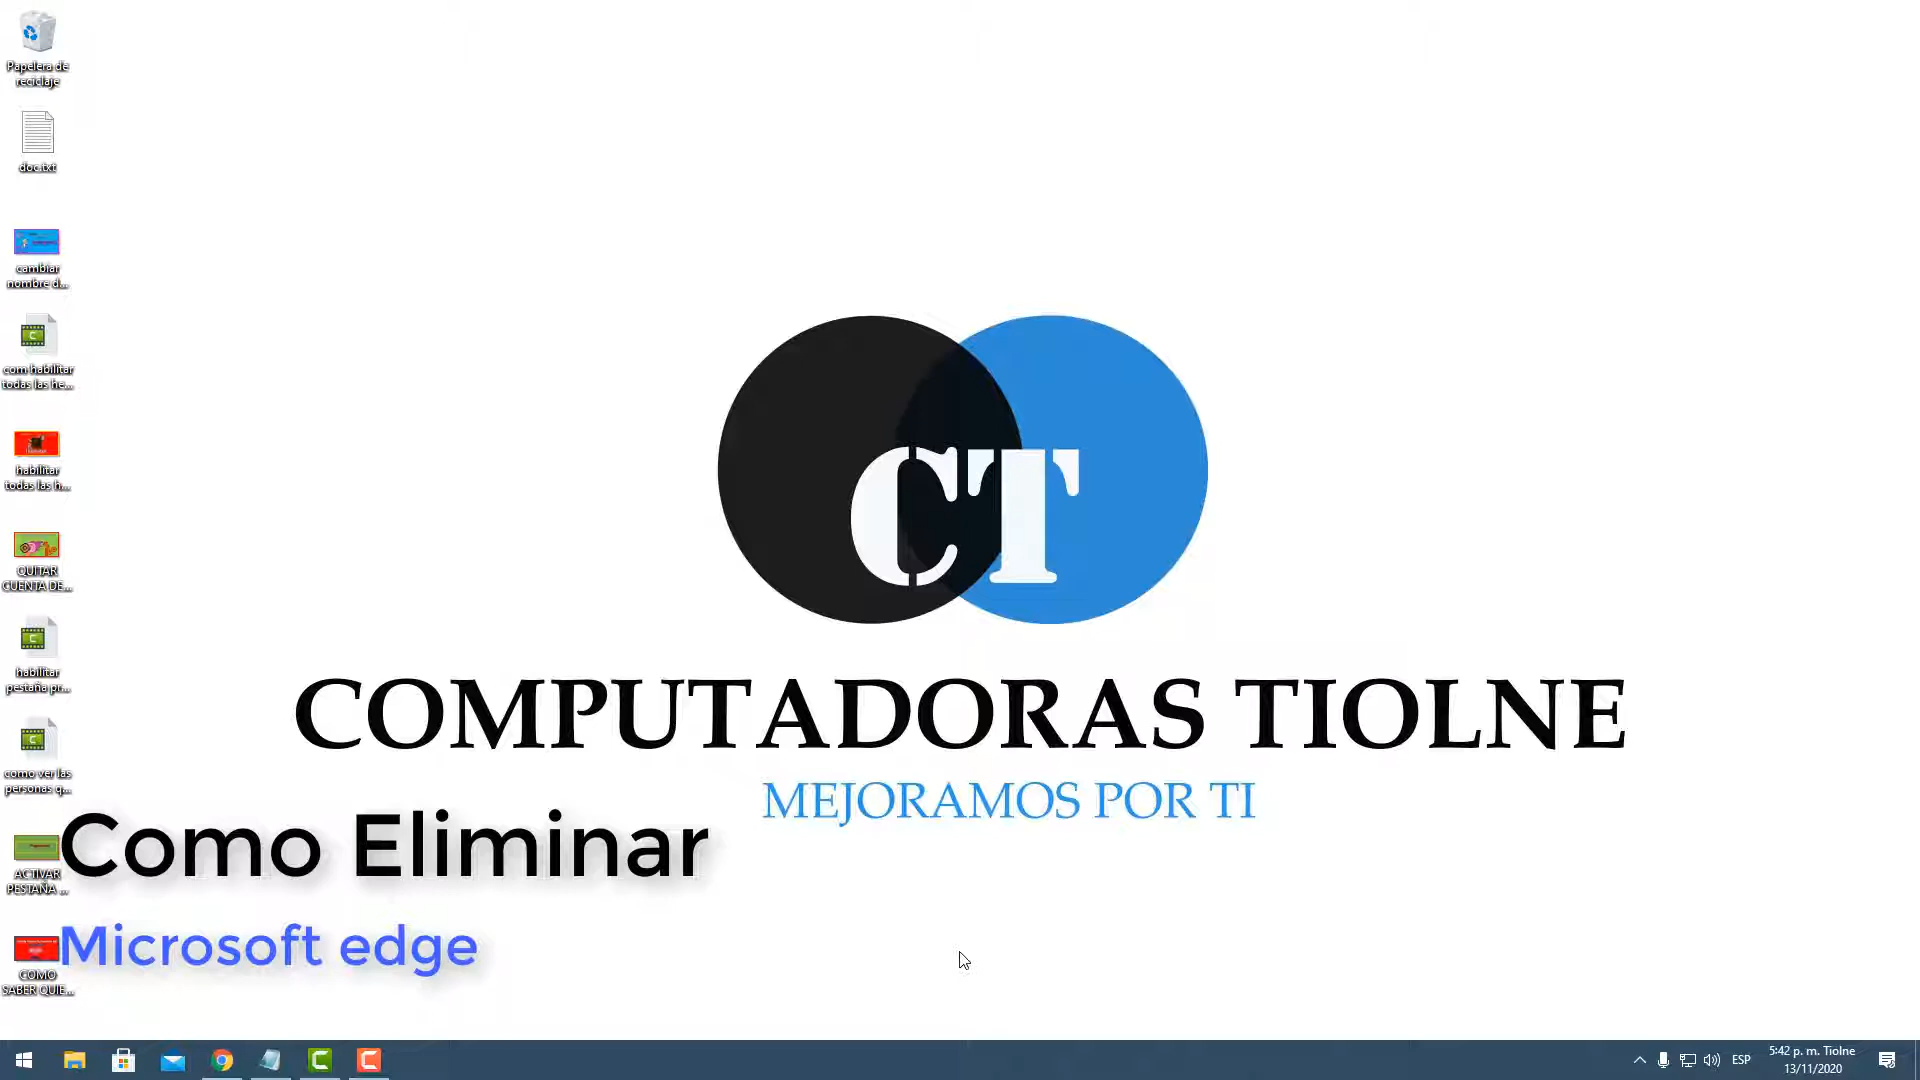 Papelera de
reciclaje
doc.txt
cambiar
nombre d...
com habilitar
todas las he...
habilitar
todas las h...
QUITAR
CUENTA DE...
habilitar
pestaña pr...
como ver las
personas q...
ACTIVAR
PESTAÑA ...
COMO
SABER QUIE...
CT
COMPUTADORAS TIOLNE
MEJORAMOS POR TI
Como Eliminar
Microsoft edge
ESP
5:42 p. m. Tiolne
13/11/2020